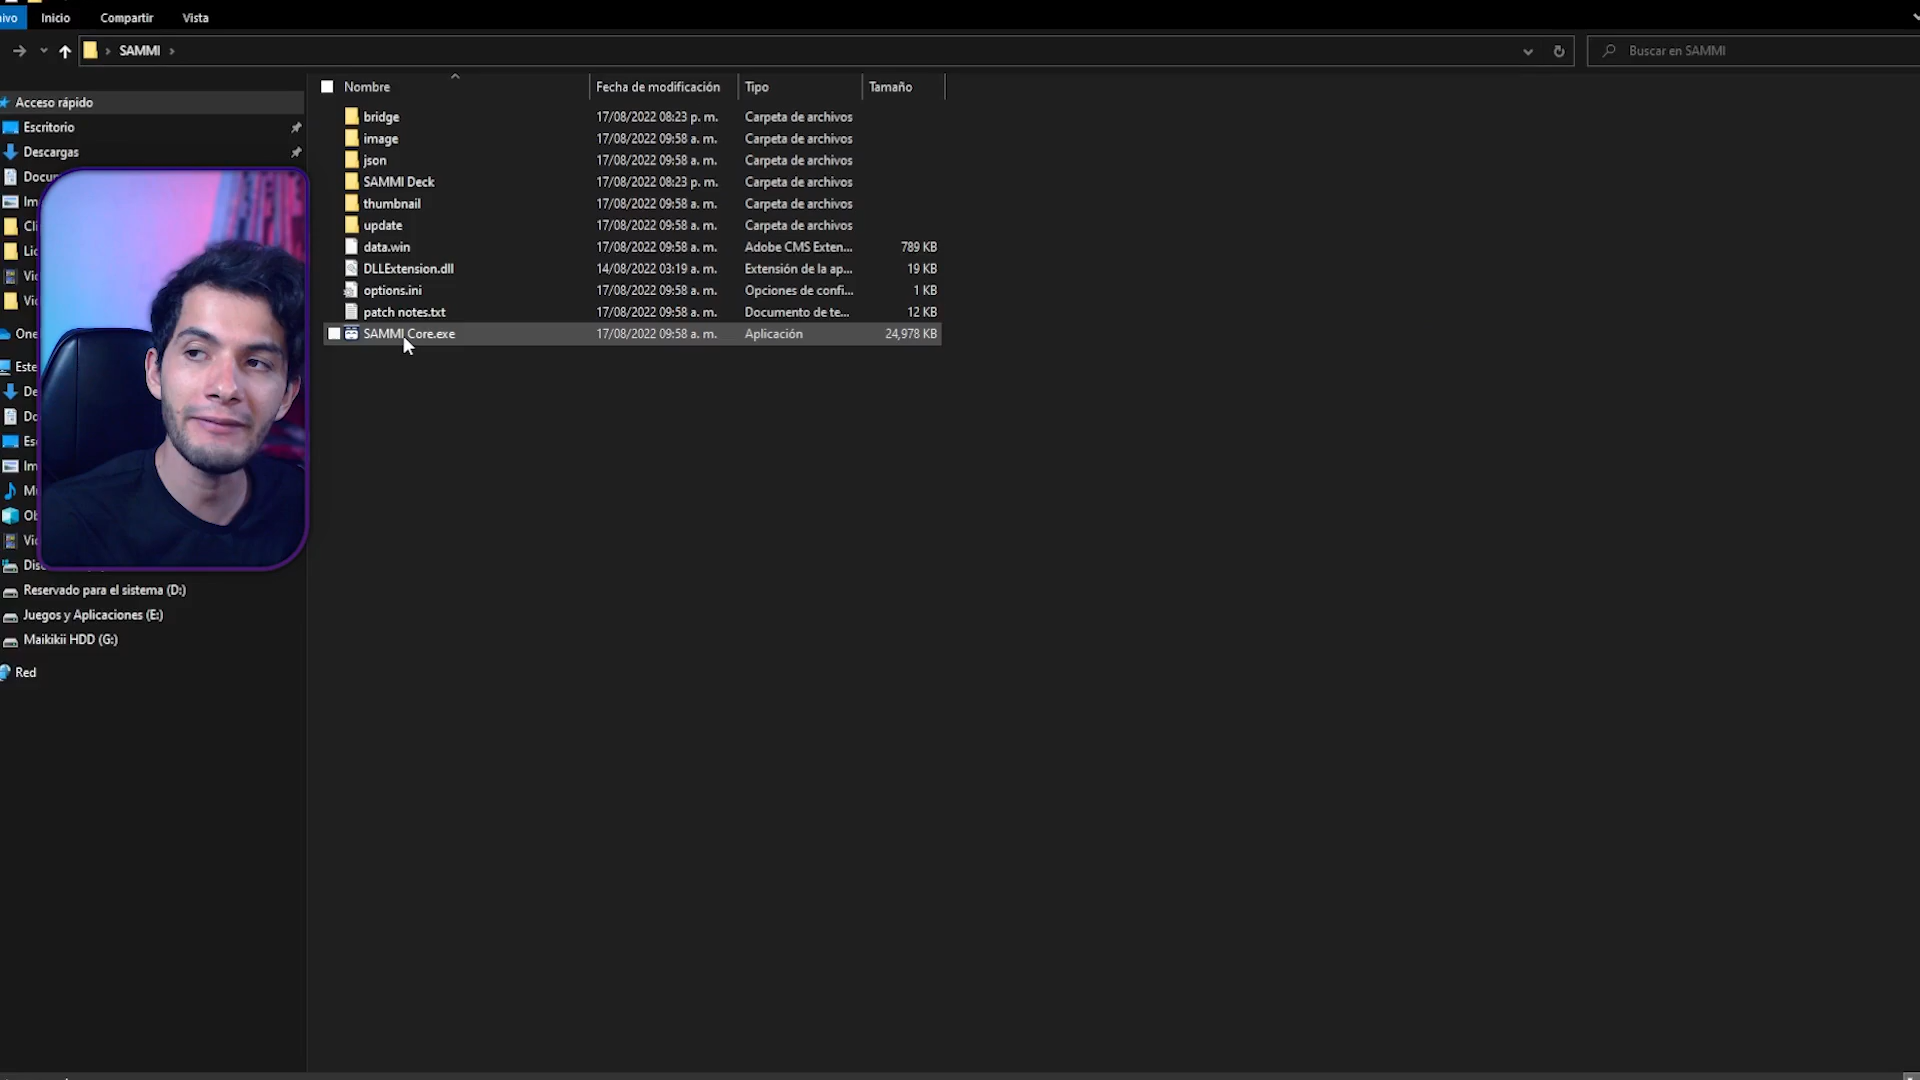 Inicio Compartir Vista
SAMMI
Buscar en SAMMI
Nombre Fecha de modificación Tipo Tamaño
Acceso rápido
Escritorio
Descargas
Reservado para el sistema (D:)
Juegos y Aplicaciones (E:)
Maikikii HDD (G:)
Red
bridge 17/08/2022 08:23 p. m. Carpeta de archivos
image 17/08/2022 09:58 a. m. Carpeta de archivos
json 17/08/2022 09:58 a. m. Carpeta de archivos
SAMMI Deck 17/08/2022 08:23 p. m. Carpeta de archivos
thumbnail 17/08/2022 09:58 a. m. Carpeta de archivos
update 17/08/2022 09:58 a. m. Carpeta de archivos
data.win 17/08/2022 09:58 a. m. Adobe CMS Exten... 789 KB
DLLExtension.dll 14/08/2022 03:19 a. m. Extensión de la ap... 19 KB
options.ini 17/08/2022 09:58 a. m. Opciones de confi... 1 KB
patch notes.txt 17/08/2022 09:58 a. m. Documento de te... 12 KB
SAMMI Core.exe 17/08/2022 09:58 a. m. Aplicación 24,978 KB